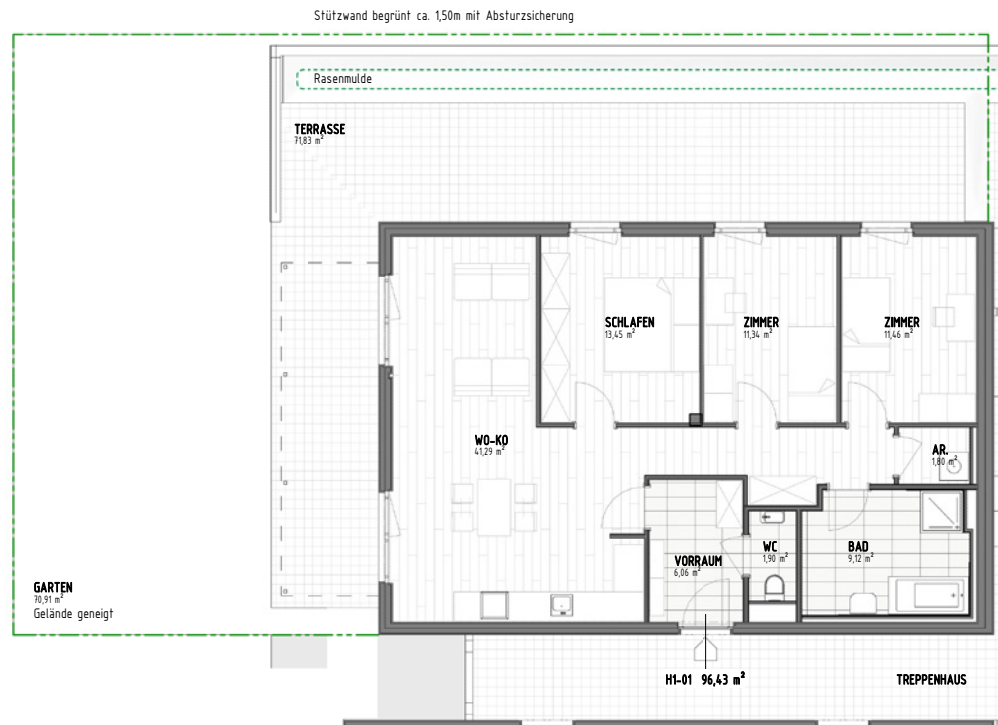 Stützwand begrünt ca. 1,50m mit Absturzsicherung
Rasenmulde
TERRASSE
71,83 m²
SCHLAFEN
13,45 m²
ZIMMER
11,34 m²
ZIMMER
11,46 m²
WO-KO
41,29 m²
AR.
1,80 m²
VORRAUM
6,06 m²
WC
1,90 m²
BAD
9,12 m²
GARTEN
70,91 m²
Gelände geneigt
H1-01 96,43 m²
TREPPENHAUS